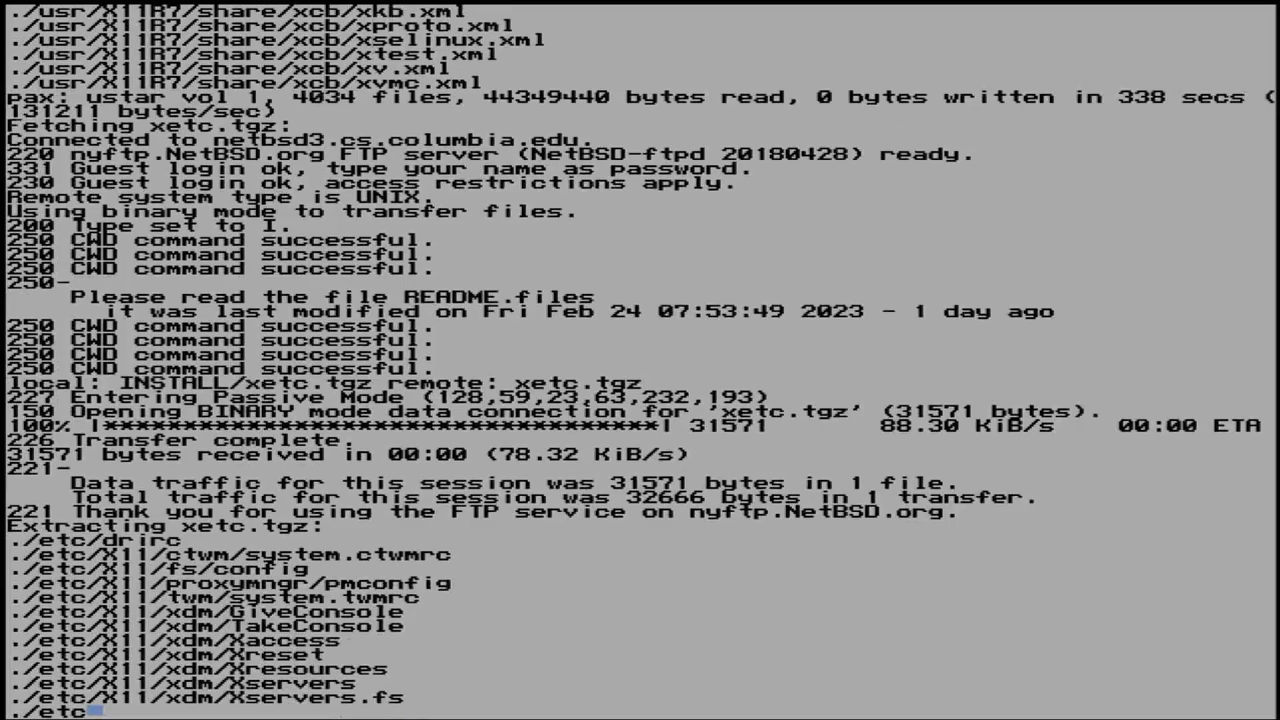 ./usr/X11R7/share/xcb/xkb.xml
./usr/X11R7/share/xcb/xproto.xml
./usr/X11R7/share/xcb/xselinux.xml
./usr/X11R7/share/xcb/xtest.xml
./usr/X11R7/share/xcb/xv.xml
./usr/X11R7/share/xcb/xvmc.xml
pax: ustar vol 1, 4034 files, 44349440 bytes read, 0 bytes written in 338 secs (
131211 bytes/sec)
Fetching xetc.tgz:
Connected to netbsd3.cs.columbia.edu.
220 nyftp.NetBSD.org FTP server (NetBSD-ftpd 20180428) ready.
331 Guest login ok, type your name as password.
230 Guest login ok, access restrictions apply.
Remote system type is UNIX.
Using binary mode to transfer files.
200 Type set to I.
250 CWD command successful.
250 CWD command successful.
250 CWD command successful.
250-
    Please read the file README.files
      it was last modified on Fri Feb 24 07:53:49 2023 - 1 day ago
250 CWD command successful.
250 CWD command successful.
250 CWD command successful.
250 CWD command successful.
local: INSTALL/xetc.tgz remote: xetc.tgz
227 Entering Passive Mode (128,59,23,63,232,193)
150 Opening BINARY mode data connection for 'xetc.tgz' (31571 bytes).
100% |***********************************| 31571       88.30 KiB/s    00:00 ETA
226 Transfer complete.
31571 bytes received in 00:00 (78.32 KiB/s)
221-
    Data traffic for this session was 31571 bytes in 1 file.
    Total traffic for this session was 32666 bytes in 1 transfer.
221 Thank you for using the FTP service on nyftp.NetBSD.org.
Extracting xetc.tgz:
./etc/drirc
./etc/X11/ctwm/system.ctwmrc
./etc/X11/fs/config
./etc/X11/proxymngr/pmconfig
./etc/X11/twm/system.twmrc
./etc/X11/xdm/GiveConsole
./etc/X11/xdm/TakeConsole
./etc/X11/xdm/Xaccess
./etc/X11/xdm/Xreset
./etc/X11/xdm/Xresources
./etc/X11/xdm/Xservers
./etc/X11/xdm/Xservers.fs
./etc